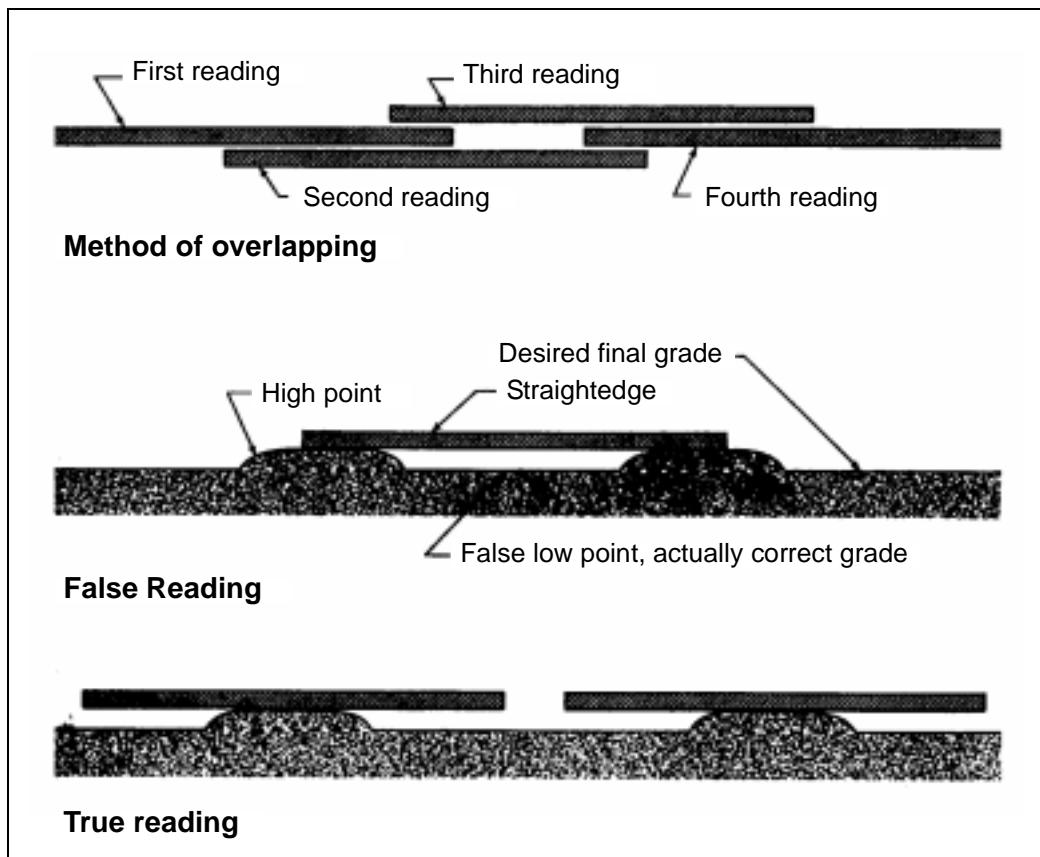 First reading
Third reading
Second reading
Fourth reading
Method of overlapping
Desired final grade
High point
Straightedge
False low point, actually correct grade
False Reading
True reading